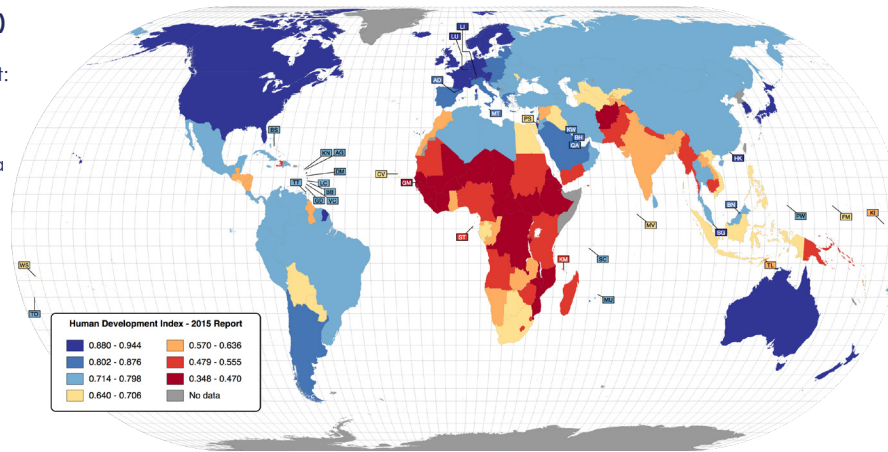 )
t:
a
LI
LU
AD
MT
PS
KW
BH
QA
HK
BS
KN
AG
DM
TT
LC
BB
GD
VC
CV
GM
ST
KM
SC
MU
MV
BN
SG
PW
FM
KI
TL
WS
TO
Human Development Index - 2015 Report
0.880 - 0.944
0.802 - 0.876
0.714 - 0.798
0.640 - 0.706
0.570 - 0.636
0.479 - 0.555
0.348 - 0.470
No data